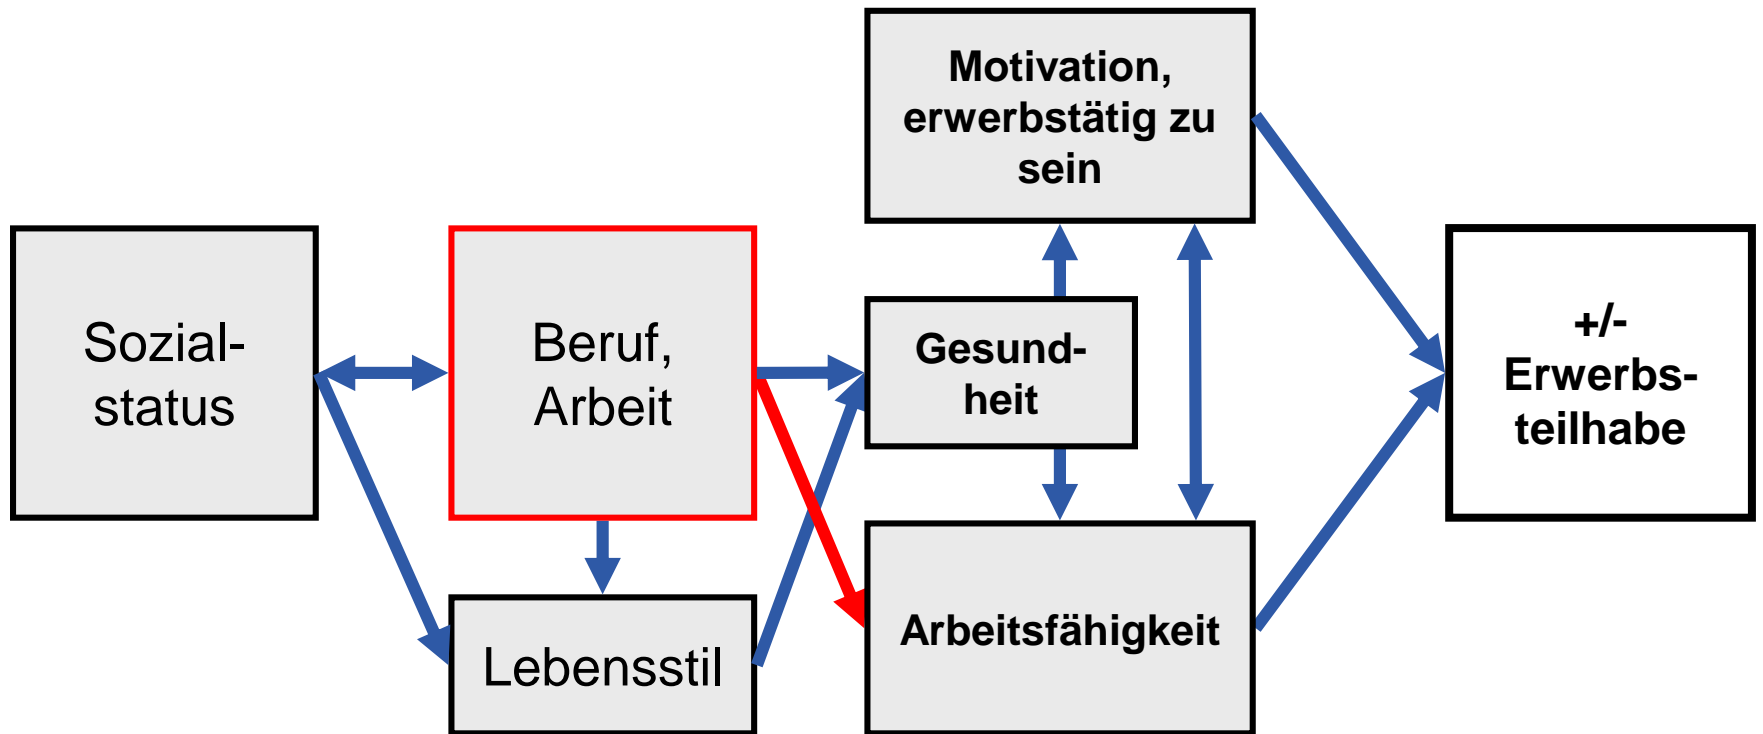 Motivation,
erwerbstätig zu
sein
Sozial-
status
Beruf,
Arbeit
Gesund-
heit
+/-
Erwerbs-
teilhabe
Lebensstil
Arbeitsfähigkeit